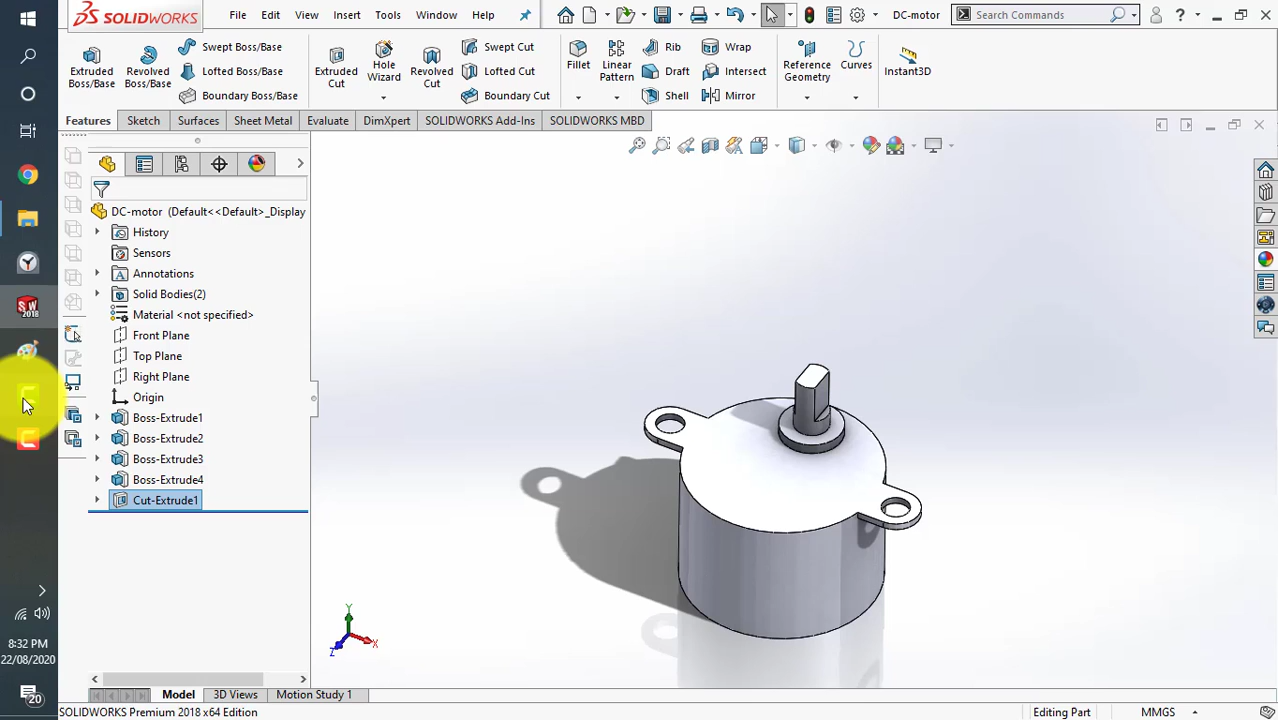 SOLIDWORKS
File Edit View Insert Tools Window Help
DC-motor
Search Commands
Extruded Boss/Base
Revolved Boss/Base
Swept Boss/Base
Lofted Boss/Base
Boundary Boss/Base
Extruded Cut
Hole Wizard
Revolved Cut
Swept Cut
Lofted Cut
Boundary Cut
Fillet
Linear Pattern
Rib
Draft
Shell
Wrap
Intersect
Mirror
Reference Geometry
Curves
Instant3D
Features Sketch Surfaces Sheet Metal Evaluate DimXpert SOLIDWORKS Add-Ins SOLIDWORKS MBD
DC-motor (Default<<Default>_Display
History
Sensors
Annotations
Solid Bodies(2)
Material <not specified>
Front Plane
Top Plane
Right Plane
Origin
Boss-Extrude1
Boss-Extrude2
Boss-Extrude3
Boss-Extrude4
Cut-Extrude1
SW
2018
Y
X
Z
8:32 PM
22/08/2020
20
Model 3D Views Motion Study 1
SOLIDWORKS Premium 2018 x64 Edition
Editing Part
MMGS